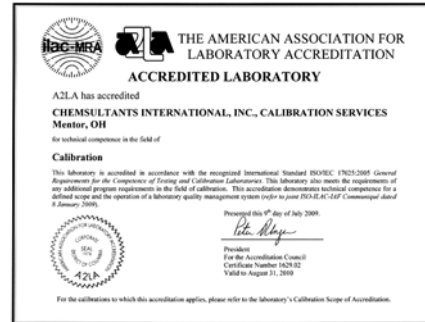 ilac-MRA
A2LA
THE AMERICAN ASSOCIATION FOR
LABORATORY ACCREDITATION
ACCREDITED LABORATORY
A2LA has accredited
CHEMSULTANTS INTERNATIONAL, INC., CALIBRATION SERVICES
Mentor, OH
for technical competence in the field of
Calibration
This laboratory is accredited in accordance with the recognized International Standard ISO/IEC 17025:2005 General
Requirements for the Competence of Testing and Calibration Laboratories. This laboratory also meets the requirements of
any additional program requirements in the field of calibration. This accreditation demonstrates technical competence for a
defined scope and the operation of a laboratory quality management system (refer to joint ISO-ILAC-IAF Communiqué dated
8 January 2009).
Presented this 9th day of July 2009.
President
For the Accreditation Council
Certificate Number 1629.02
Valid to August 31, 2010
CORPORATE
SEAL
A2LA
For the calibrations to which this accreditation applies, please refer to the laboratory's Calibration Scope of Accreditation.